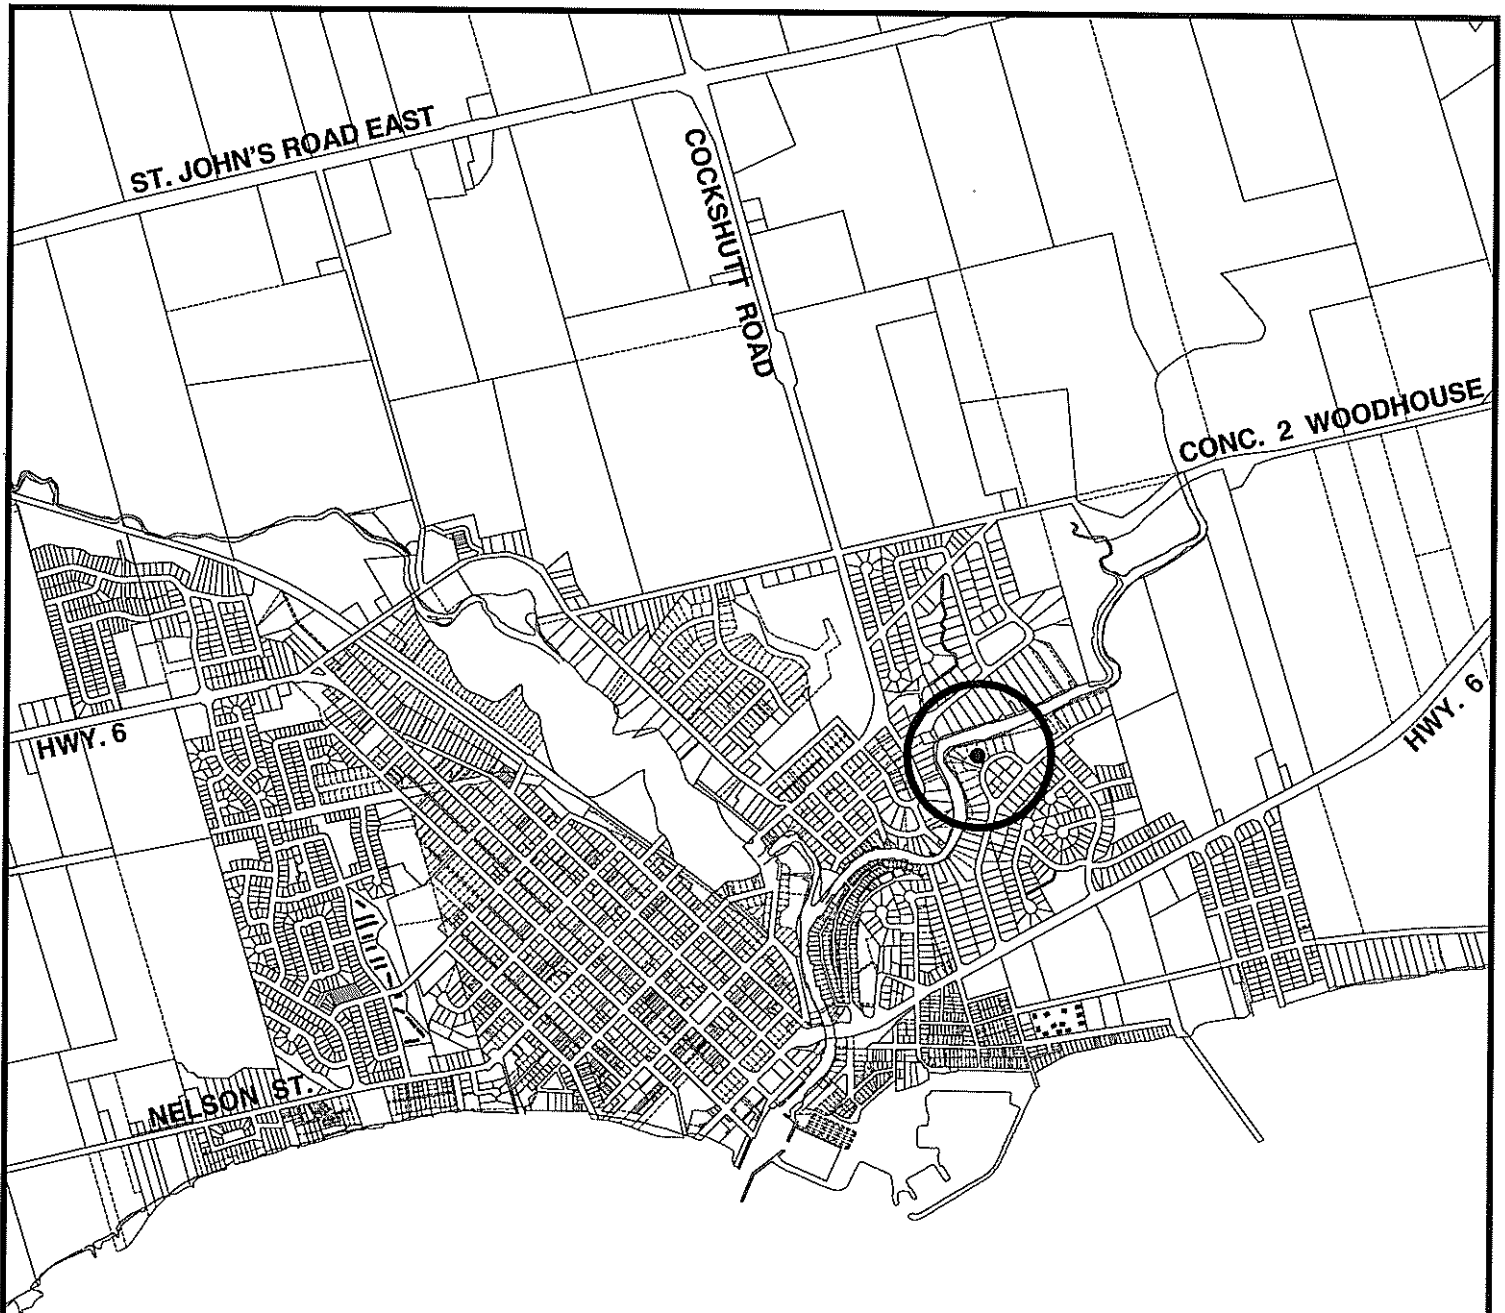 ST. JOHN'S ROAD EAST
COCKSHUTT ROAD
CONC. 2 WOODHOUSE
HWY. 6
HWY. 6
NELSON ST.